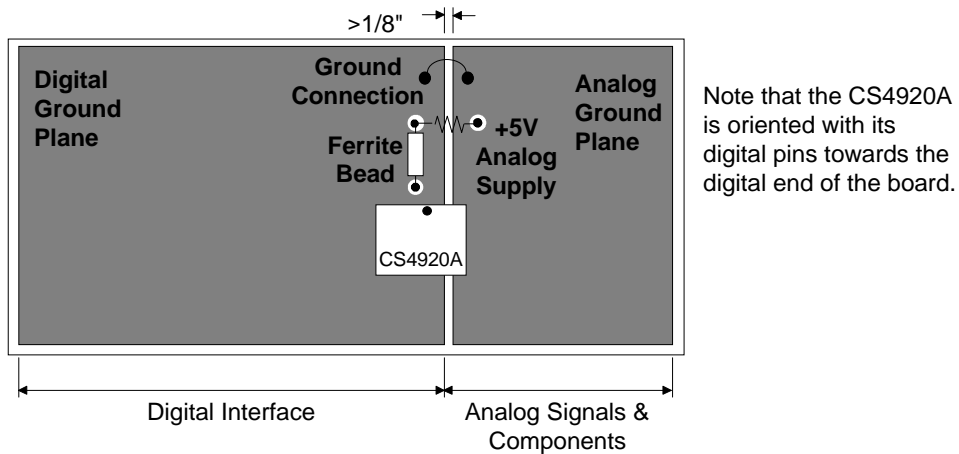 >1/8"
Digital
Ground
Plane
Ground
Connection
Analog
Ground
Plane
+5V
Analog
Supply
Ferrite
Bead
CS4920A
Note that the CS4920A
is oriented with its
digital pins towards the
digital end of the board.
Digital Interface
Analog Signals &
Components